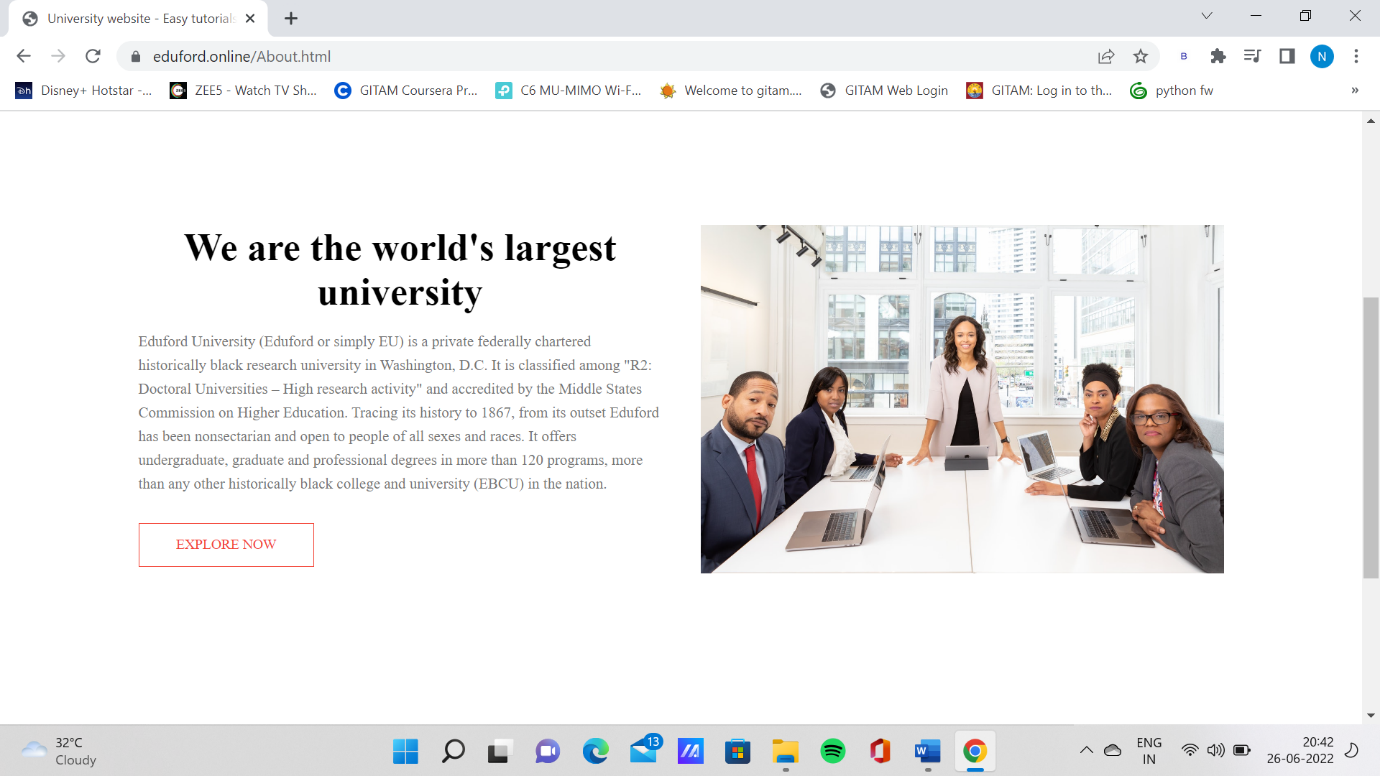 University website - Easy tutorials
eduford.online/About.html
B
N
Disney+ Hotstar -...
ZEE5 - Watch TV Sh...
GITAM Coursera Pr...
C6 MU-MIMO Wi-F...
Welcome to gitam....
GITAM Web Login
GITAM: Log in to th...
python fw
»
We are the world's largest
university
Eduford University (Eduford or simply EU) is a private federally chartered
historically black research university in Washington, D.C. It is classified among "R2:
Doctoral Universities – High research activity" and accredited by the Middle States
Commission on Higher Education. Tracing its history to 1867, from its outset Eduford
has been nonsectarian and open to people of all sexes and races. It offers
undergraduate, graduate and professional degrees in more than 120 programs, more
than any other historically black college and university (EBCU) in the nation.
EXPLORE NOW
32°C
Cloudy
13
ENG
IN
20:42
26-06-2022